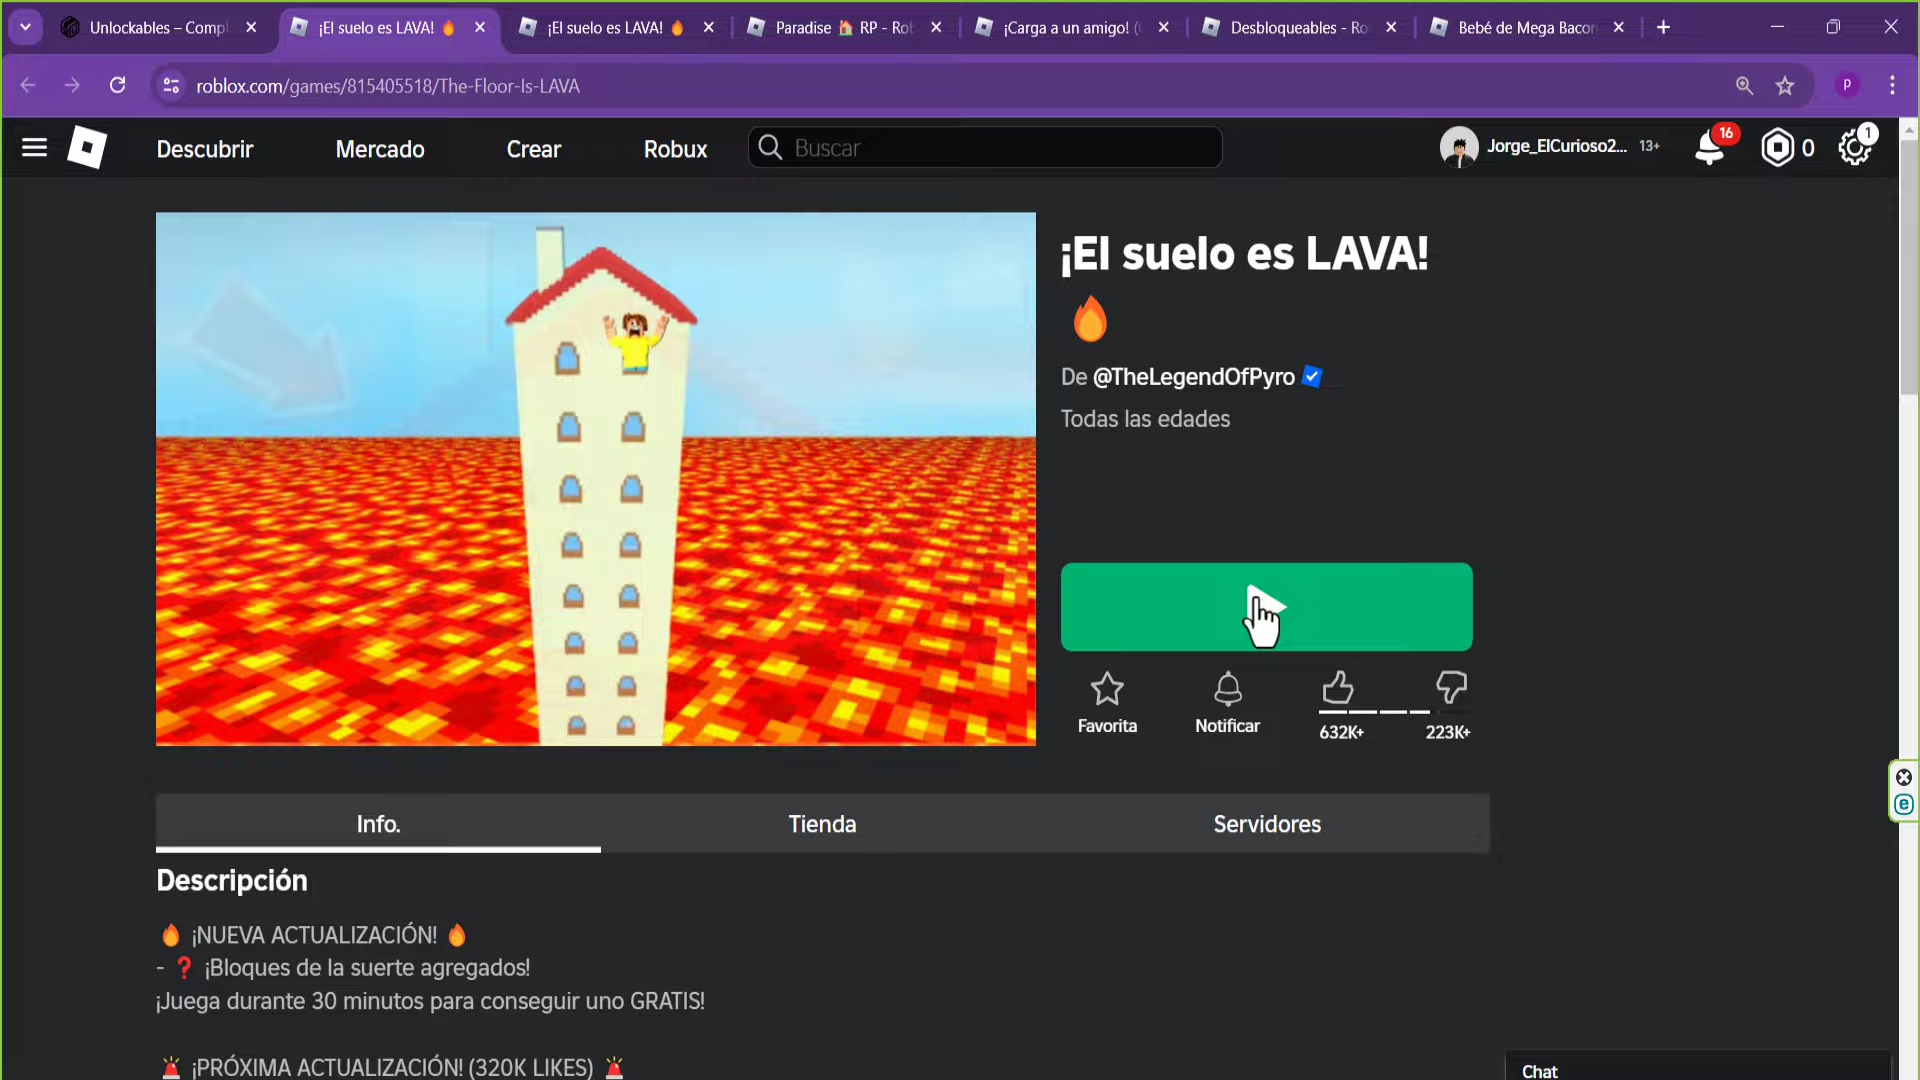 Unlockables – Compl
¡El suelo es LAVA! 🔥
¡El suelo es LAVA! 🔥
Paradise 🏠 RP - Rob
¡Carga a un amigo! (
Desbloqueables - Ro
Bebé de Mega Bacon
roblox.com/games/815405518/The-Floor-Is-LAVA
p
Descubrir
Mercado
Crear
Robux
Buscar
Jorge_ElCurioso2...
13+
16
0
1
¡El suelo es LAVA!
🔥
De @TheLegendOfPyro
Todas las edades
Favorita
Notificar
632K+
223K+
Info.
Tienda
Servidores
Descripción
🔥 ¡NUEVA ACTUALIZACIÓN! 🔥
- ❓ ¡Bloques de la suerte agregados!
¡Juega durante 30 minutos para conseguir uno GRATIS!
🚨 ¡PRÓXIMA ACTUALIZACIÓN! (320K LIKES) 🚨
Chat